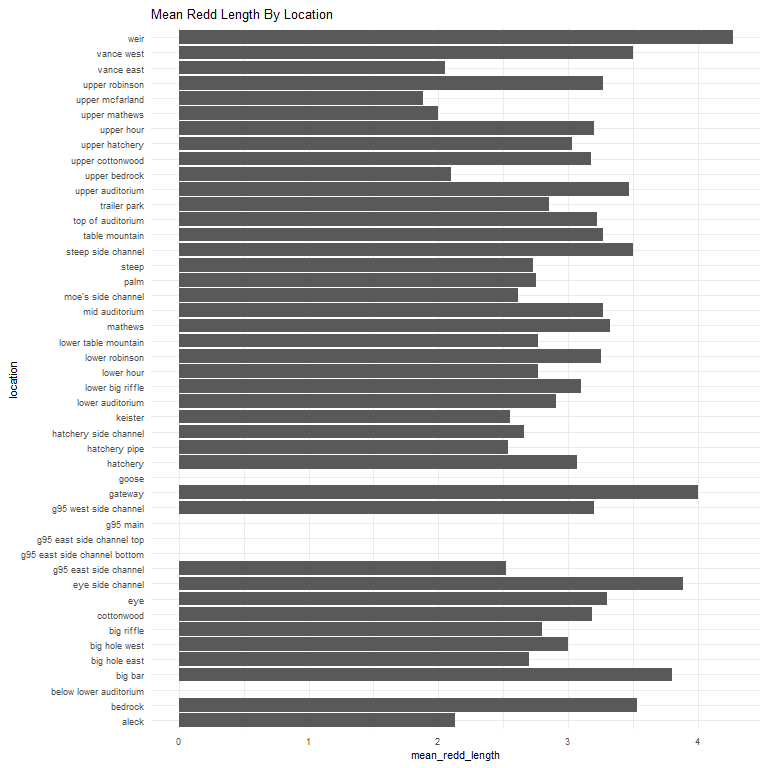 Mean Redd Length By Location
weir
vance west
vance east
upper robinson
upper mcfarland
upper mathews
upper hour
upper hatchery
upper cottonwood
upper bedrock
upper auditorium
trailer park
top of auditorium
table mountain
steep side channel
steep
palm
moe's side channel
mid auditorium
mathews
lower table mountain
lower robinson
lower hour
lower big riffle
lower auditorium
keister
hatchery side channel
hatchery pipe
hatchery
goose
gateway
g95 west side channel
g95 main
g95 east side channel top
g95 east side channel bottom
g95 east side channel
eye side channel
eye
cottonwood
big riffle
big hole west
big hole east
big bar
below lower auditorium
bedrock
aleck
location
0 1 2 3 4
mean_redd_length